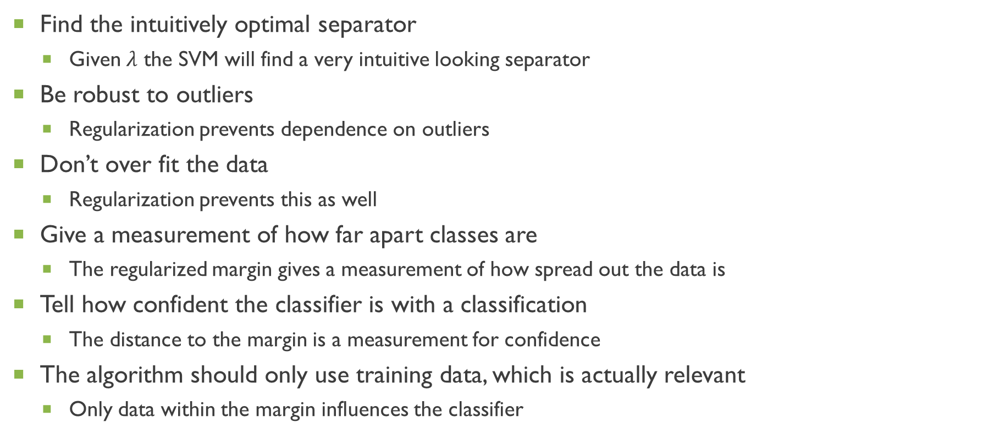 Find the intuitively optimal separator
Given λ the SVM will find a very intuitive looking separator
Be robust to outliers
Regularization prevents dependence on outliers
Don’t over fit the data
Regularization prevents this as well
Give a measurement of how far apart classes are
The regularized margin gives a measurement of how spread out the data is
Tell how confident the classifier is with a classification
The distance to the margin is a measurement for confidence
The algorithm should only use training data, which is actually relevant
Only data within the margin influences the classifier